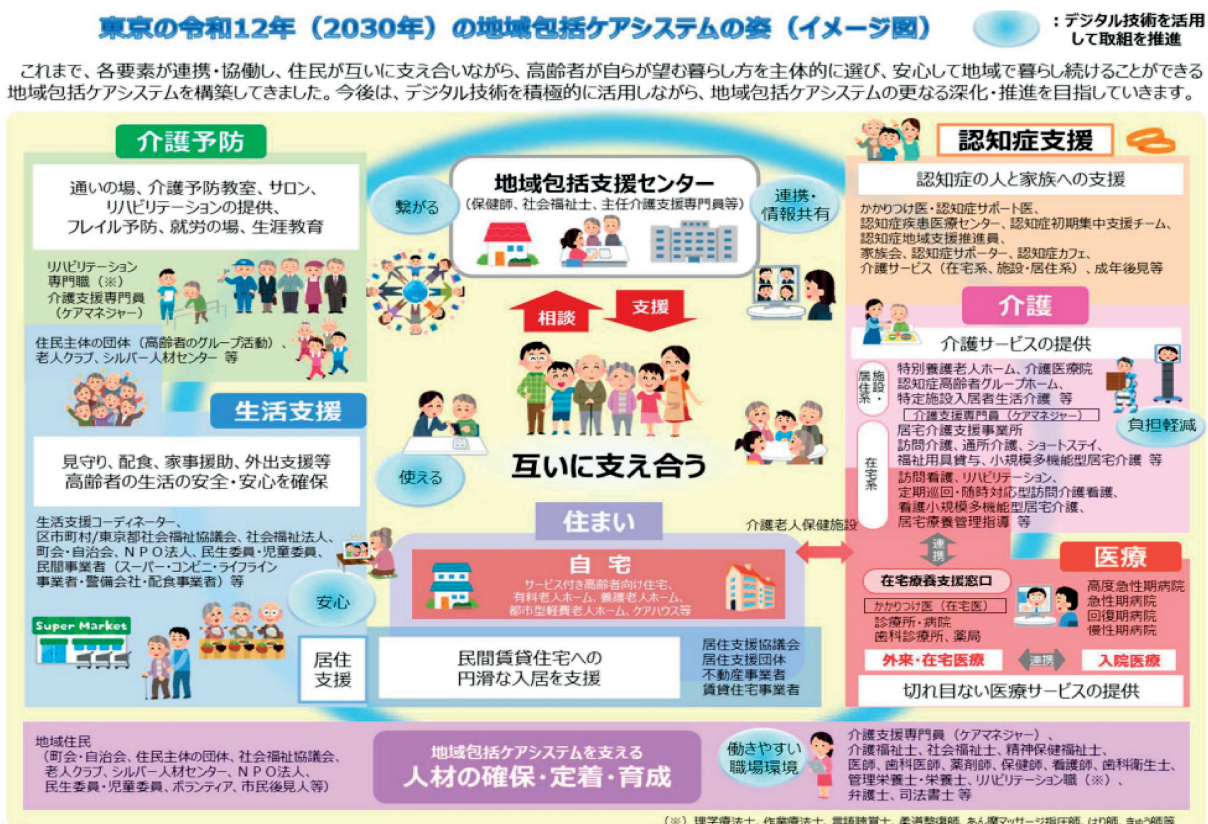 東京の令和12年（2030年）の地域包括ケアシステムの姿（イメージ図）
：デジタル技術を活用
して取組を推進
これまで、各要素が連携・協働し、住民が互いに支え合いながら、高齢者が自らが望む暮らし方を主体的に選び、安心して地域で暮らし続けることができる
地域包括ケアシステムを構築してきました。今後は、デジタル技術を積極的に活用しながら、地域包括ケアシステムの更なる深化・推進を目指していきます。
介護予防
通いの場、介護予防教室、サロン、
リハビリテーションの提供、
フレイル予防、就労の場、生涯教育
リハビリテーション
専門職（※）
介護支援専門員
（ケアマネジャー）
住民主体の団体（高齢者のグループ活動）、
老人クラブ、シルバー人材センター 等
生活支援
見守り、配食、家事援助、外出支援等
高齢者の生活の安全・安心を確保
生活支援コーディネーター、
区市町村/東京都社会福祉協議会、社会福祉法人、
町会・自治会、ＮＰＯ法人、民生委員・児童委員、
民間事業者（スーパー・コンビニ・ライフライン
事業者・警備会社・配食事業者）等
Super Market
安心
繋がる
地域包括支援センター
（保健師、社会福祉士、主任介護支援専門員等）
連携・
情報共有
相談
支援
使える
互いに支え合う
住まい
自 宅
サービス付き高齢者向け住宅、
有料老人ホーム、養護老人ホーム、
都市型軽費老人ホーム、ケアハウス等
居住
支援
民間賃貸住宅への
円滑な入居を支援
居住支援協議会
居住支援団体
不動産事業者
賃貸住宅事業者
認知症支援
認知症の人と家族への支援
かかりつけ医・認知症サポート医、
認知症疾患医療センター、認知症初期集中支援チーム、
認知症地域支援推進員、
家族会、認知症サポーター、認知症カフェ、
介護サービス（在宅系、施設・居住系）、成年後見等
介護
介護サービスの提供
施設・
居住系
特別養護老人ホーム、介護医療院
認知症高齢者グループホーム、
特定施設入居者生活介護 等
介護支援専門員（ケアマネジャー）
負担軽減
在宅系
居宅介護支援事業所
訪問介護、通所介護、ショートステイ、
福祉用具貸与、小規模多機能型居宅介護 等
訪問看護、リハビリテーション、
定期巡回・随時対応型訪問介護看護、
看護小規模多機能型居宅介護、
居宅療養管理指導 等
介護老人保健施設
連携
医療
在宅療養支援窓口
かかりつけ医（在宅医）
診療所・病院
歯科診療所、薬局
高度急性期病院
急性期病院
回復期病院
慢性期病院
外来・在宅医療
連携
入院医療
切れ目ない医療サービスの提供
地域住民
（町会・自治会、住民主体の団体、社会福祉協議会、
老人クラブ、シルバー人材センター、ＮＰＯ法人、
民生委員・児童委員、ボランティア、市民後見人等）
地域包括ケアシステムを支える
人材の確保・定着・育成
働きやすい
職場環境
介護支援専門員（ケアマネジャー）、
介護福祉士、社会福祉士、精神保健福祉士、
医師、歯科医師、薬剤師、保健師、看護師、歯科衛生士、
管理栄養士・栄養士、リハビリテーション職（※）、
弁護士、司法書士 等
（※）理学療法士、作業療法士、言語聴覚士、柔道整復師、あん摩マッサージ指圧師、はり師、きゅう師等